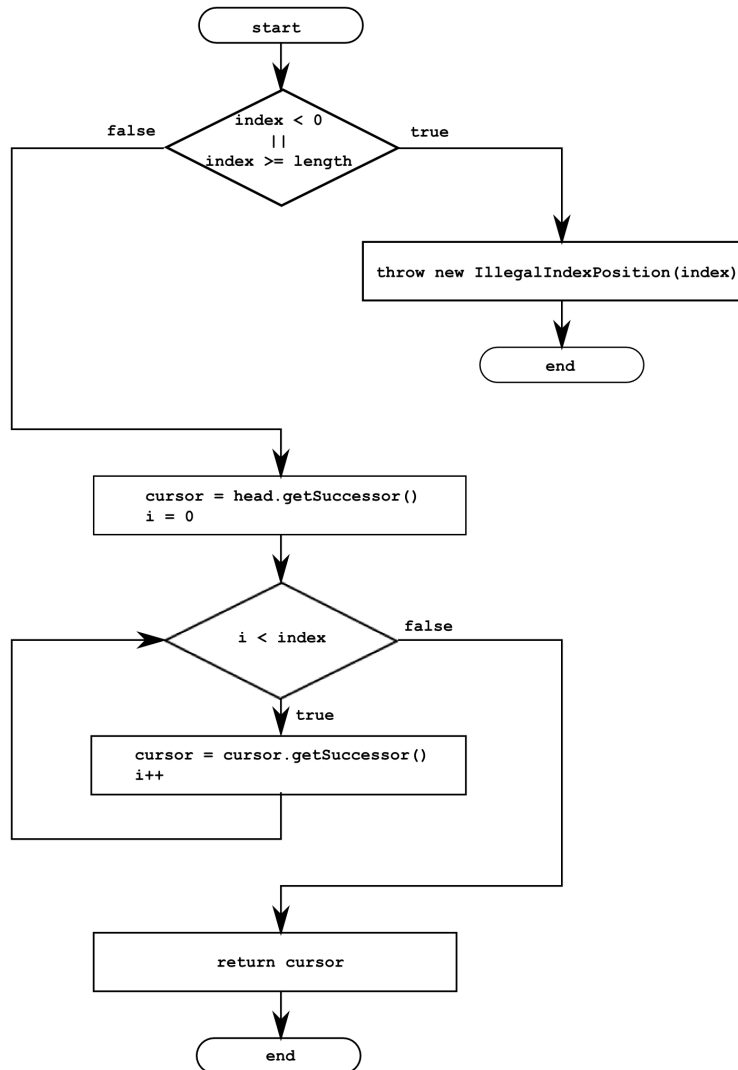 start
false
true
index < 0
||
index >= length
throw new IllegalIndexPosition(index)
end
cursor = head.getSuccessor()
i = 0
i < index
false
true
cursor = cursor.getSuccessor()
i++
return cursor
end